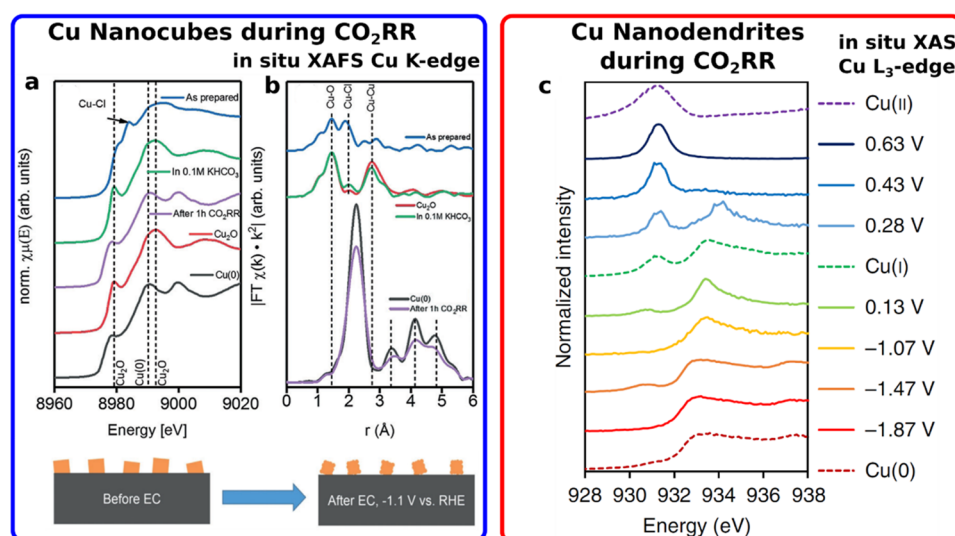 Cu Nanocubes during CO₂RR
in situ XAFS Cu K-edge
a
Cu-Cl
As prepared
In 0.1M KHCO₃
After 1h CO₂RR
Cu₂O
Cu(0)
Cu₂O
Cu(0)
Cu₂O
norm. χμ(E) (arb. units)
8960 8980 9000 9020
Energy [eV]
b
Cu-O
Cu-Cl
Cu-Cu
As prepared
Cu₂O
In 0.1M KHCO₃
Cu(0)
After 1h CO₂RR
|FT χ(k) • k²| (arb. units)
0 1 2 3 4 5 6
r (Å)
Before EC
After EC, -1.1 V vs. RHE
Cu Nanodendrites
during CO₂RR
in situ XAS
Cu L₃-edge
c
Cu(II)
0.63 V
0.43 V
0.28 V
Cu(I)
0.13 V
−1.07 V
−1.47 V
−1.87 V
Cu(0)
Normalized intensity
928 931 934 936 938
Energy (eV)